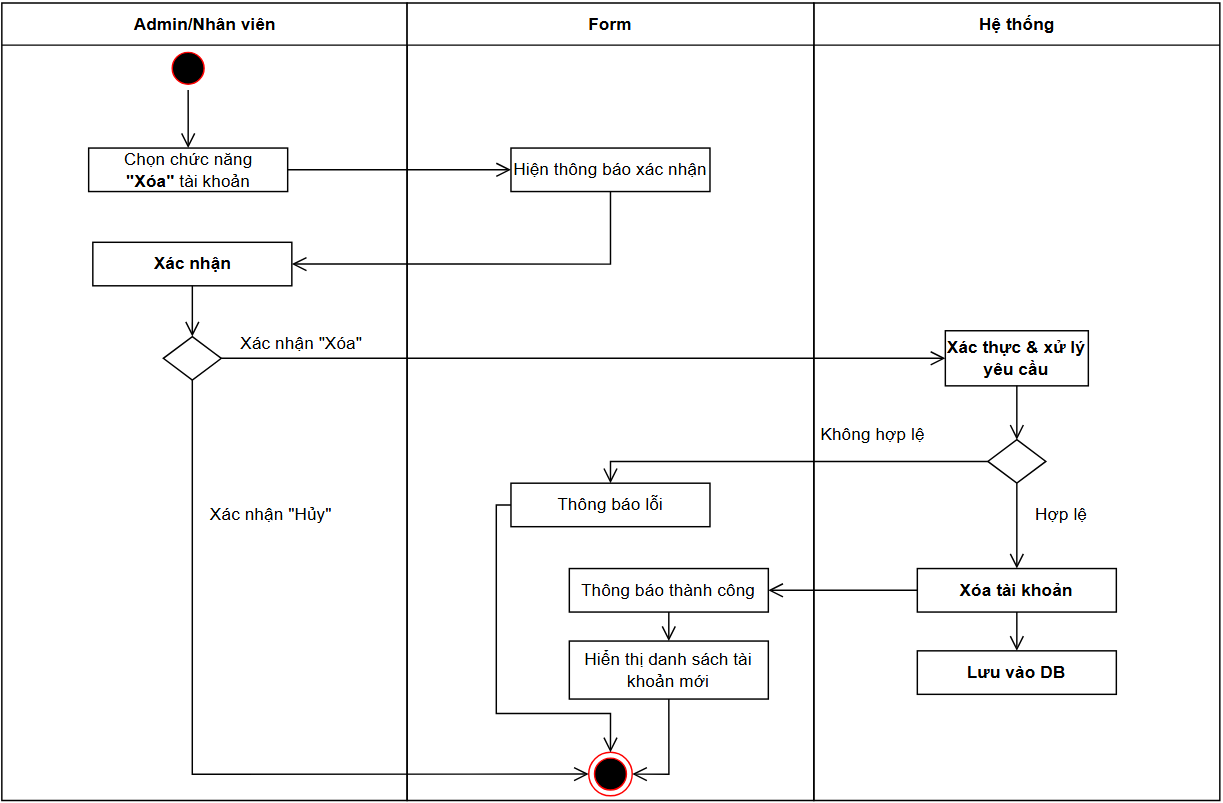 Admin/Nhân viên
Form
Hệ thống
Chọn chức năng
"Xóa" tài khoản
Hiện thông báo xác nhận
Xác nhận
Xác nhận "Xóa"
Xác thực & xử lý
yêu cầu
Không hợp lệ
Thông báo lỗi
Xác nhận "Hủy"
Hợp lệ
Thông báo thành công
Xóa tài khoản
Hiển thị danh sách tài
khoản mới
Lưu vào DB